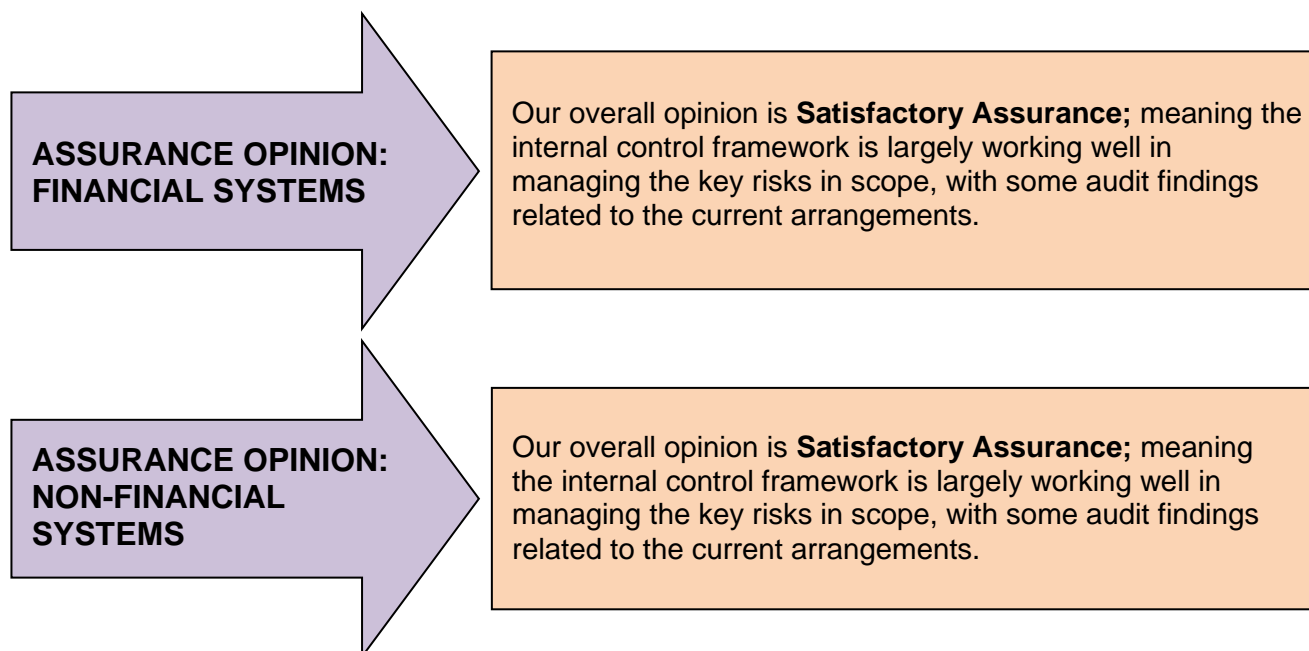 ASSURANCE OPINION:
FINANCIAL SYSTEMS
Our overall opinion is Satisfactory Assurance; meaning the
internal control framework is largely working well in
managing the key risks in scope, with some audit findings
related to the current arrangements.
ASSURANCE OPINION:
NON-FINANCIAL
SYSTEMS
Our overall opinion is Satisfactory Assurance; meaning
the internal control framework is largely working well in
managing the key risks in scope, with some audit findings
related to the current arrangements.